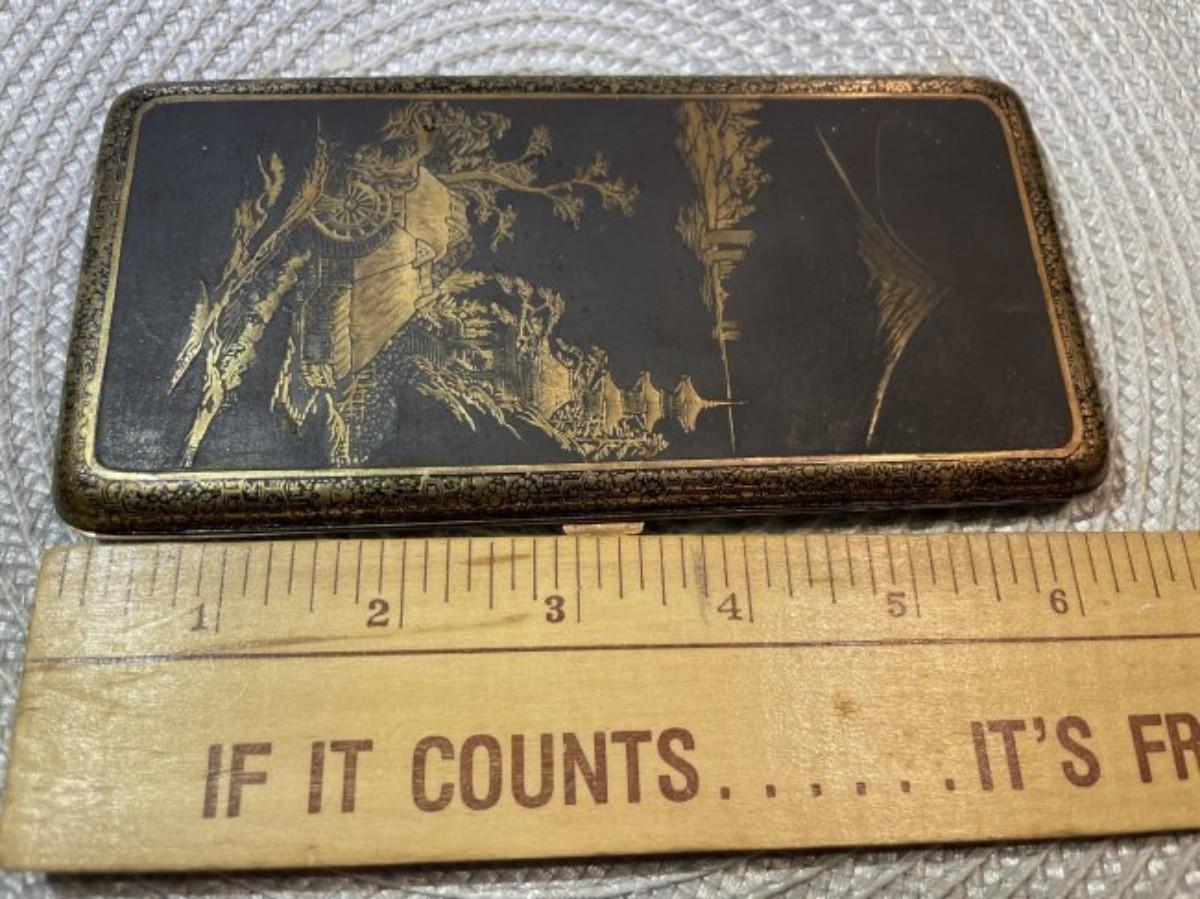 1 2 3 4 5 6
IF IT COUNTS.......IT'S FR